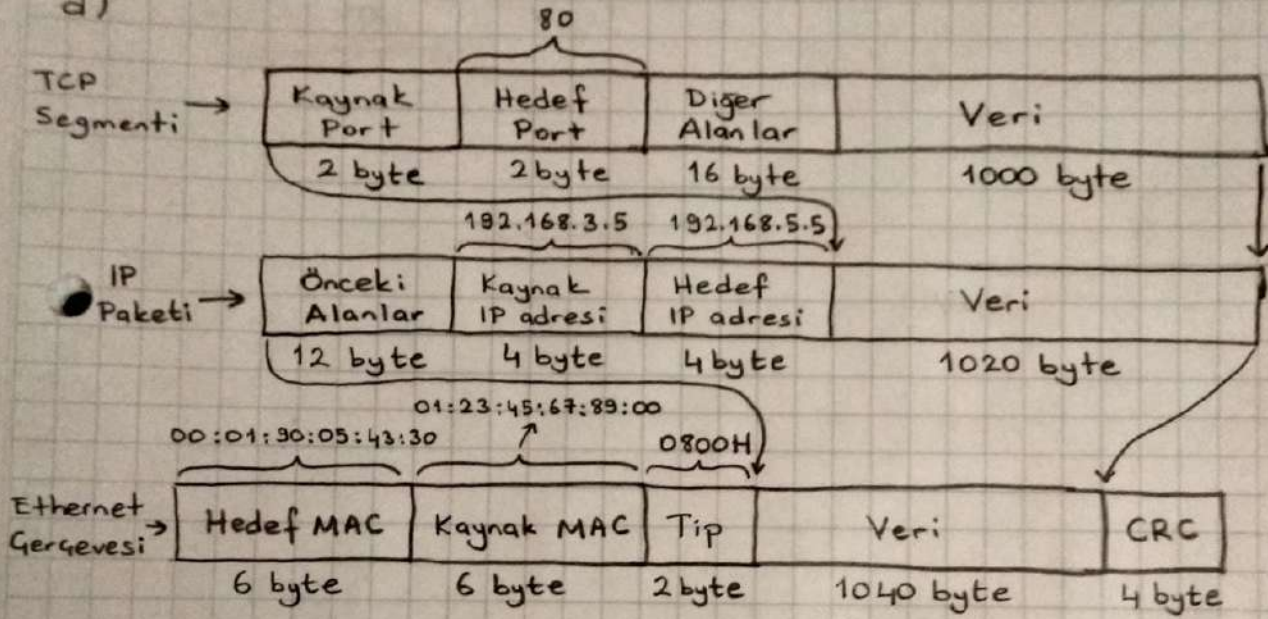 d)
80
TCP
Segmenti →
Kaynak
Port
Hedef
Port
Diğer
Alanlar
Veri
2 byte
2 byte
16 byte
1000 byte
192.168.3.5
192.168.5.5
IP
Paketi →
Önceki
Alanlar
Kaynak
IP adresi
Hedef
IP adresi
Veri
12 byte
4 byte
4 byte
1020 byte
01:23:45:67:89:00
00:01:90:05:43:30
0800H
Ethernet
Çerçevesi →
Hedef MAC
Kaynak MAC
Tip
Veri
CRC
6 byte
6 byte
2 byte
1040 byte
4 byte